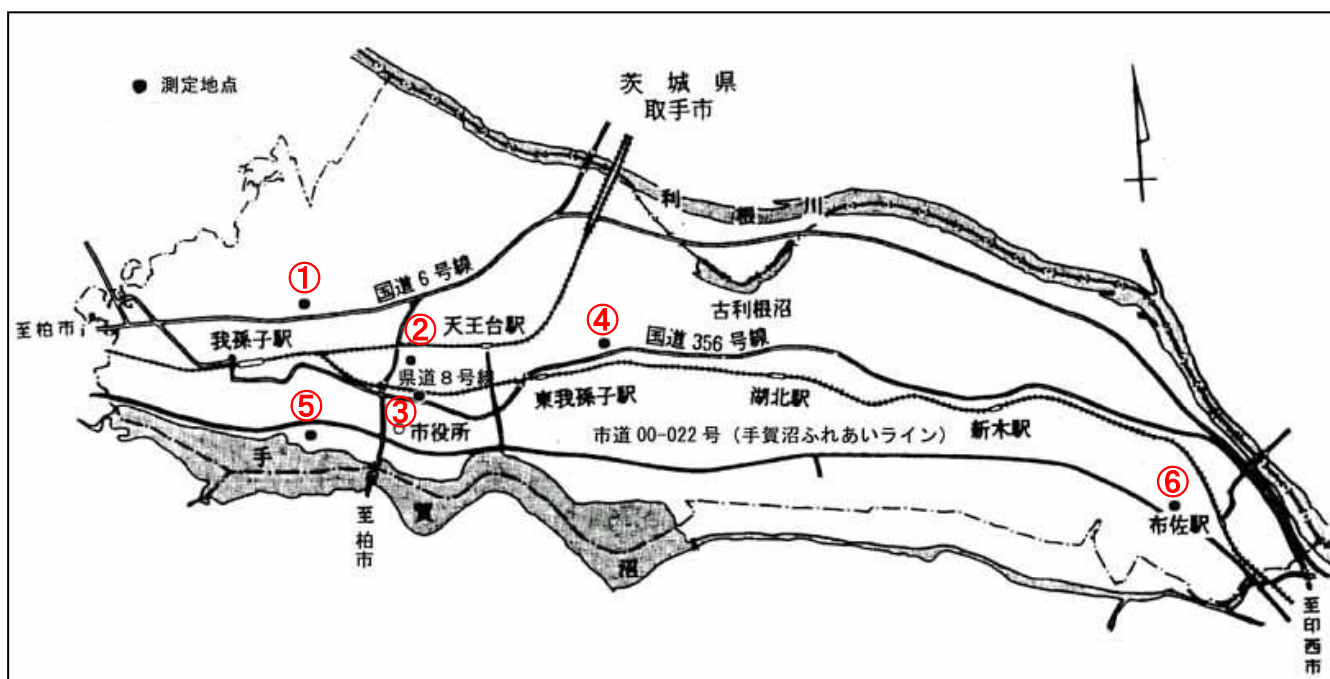 測定地点
茨城県
取手市
利根川
①
国道6号線
至柏市
我孫子駅
②
天王台駅
④
古利根沼
国道356号線
県道8号線
東我孫子駅
湖北駅
新木駅
③
市役所
⑤
市道00-022号(手賀沼ふれあいライン)
⑥
布佐駅
手賀沼
至柏市
至印西市